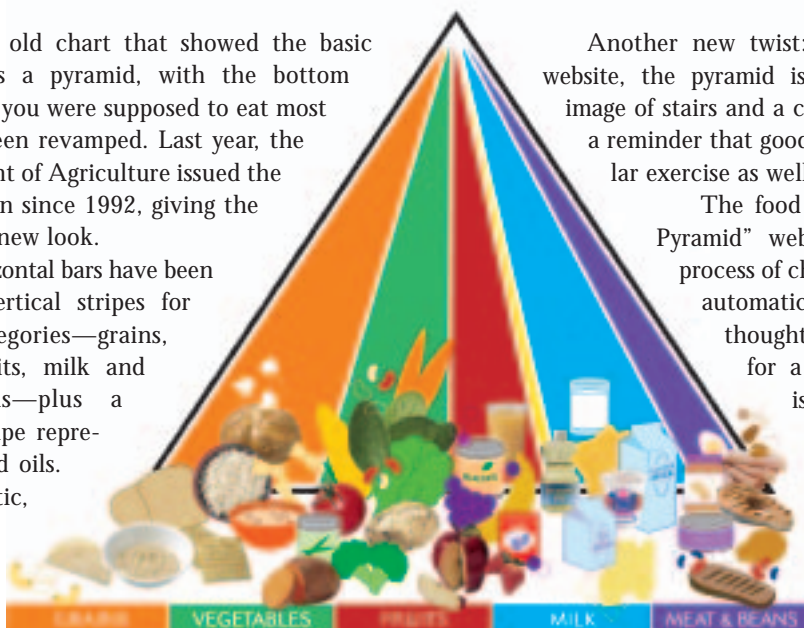 old chart that showed the basic
s a pyramid, with the bottom
you were supposed to eat most
een revamped. Last year, the
nt of Agriculture issued the
n since 1992, giving the
new look.
zontal bars have been
ertical stripes for
egories—grains,
its, milk and
s—plus a
pe repre-
d oils.
tic,
Another new twist:
website, the pyramid is
image of stairs and a c
a reminder that good
lar exercise as well
The food
Pyramid” web
process of cl
automatic
thought
for a
is
GRAINS VEGETABLES FRUITS MILK MEAT & BEANS